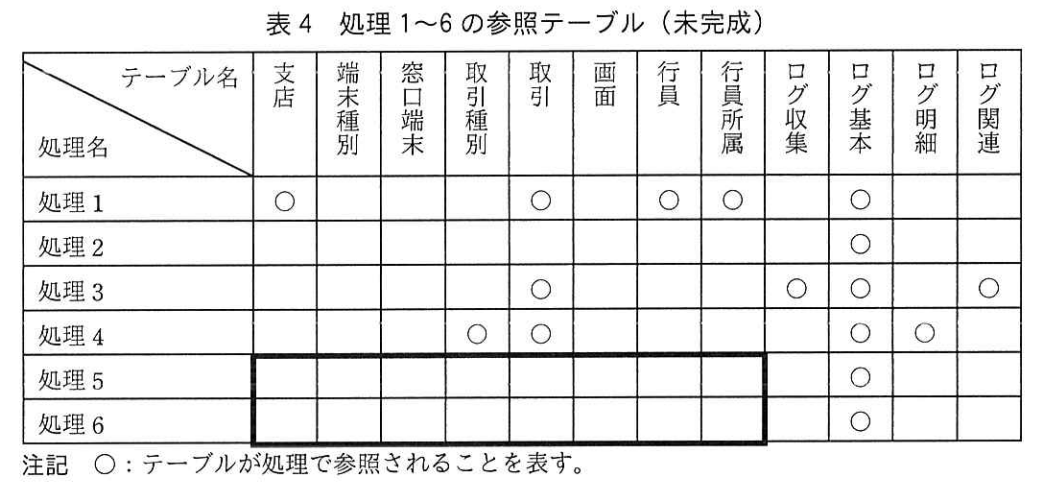 表4 処理1～6の参照テーブル（未完成）
テーブル名 支店 端末種別 窓口端末 取引種別 取引 画面 行員 行員所属 ログ収集 ログ基本 ログ明細 ログ関連
処理名
処理1 ○ ○ ○ ○ ○
処理2 ○
処理3 ○ ○ ○ ○
処理4 ○ ○ ○ ○
処理5 ○
処理6 ○
注記 ○：テーブルが処理で参照されることを表す。